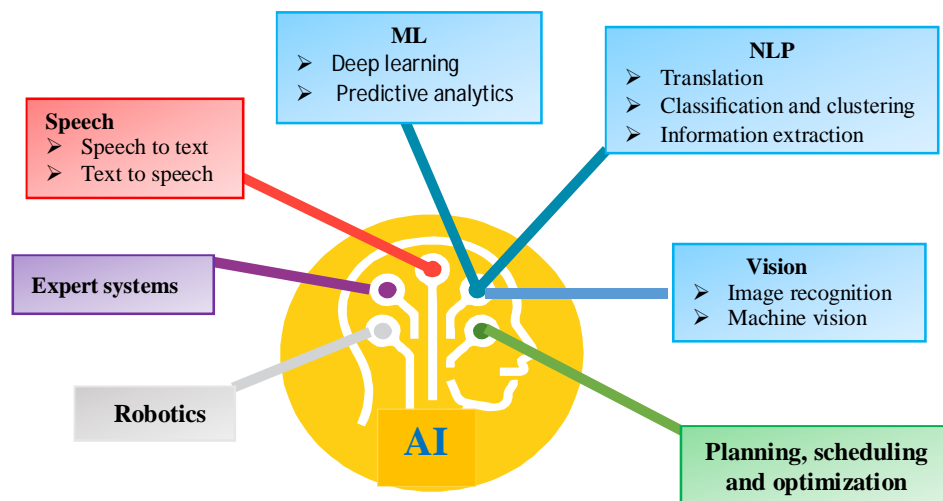 ML
➢ Deep learning
➢ Predictive analytics
NLP
➢ Translation
➢ Classification and clustering
➢ Information extraction
Speech
➢ Speech to text
➢ Text to speech
Expert systems
Vision
➢ Image recognition
➢ Machine vision
Robotics
AI
Planning, scheduling
and optimization